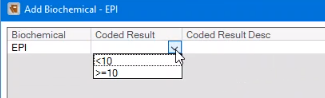 Add Biochemical - EPI
Biochemical Coded Result Coded Result Desc
EPI
<10
>=10